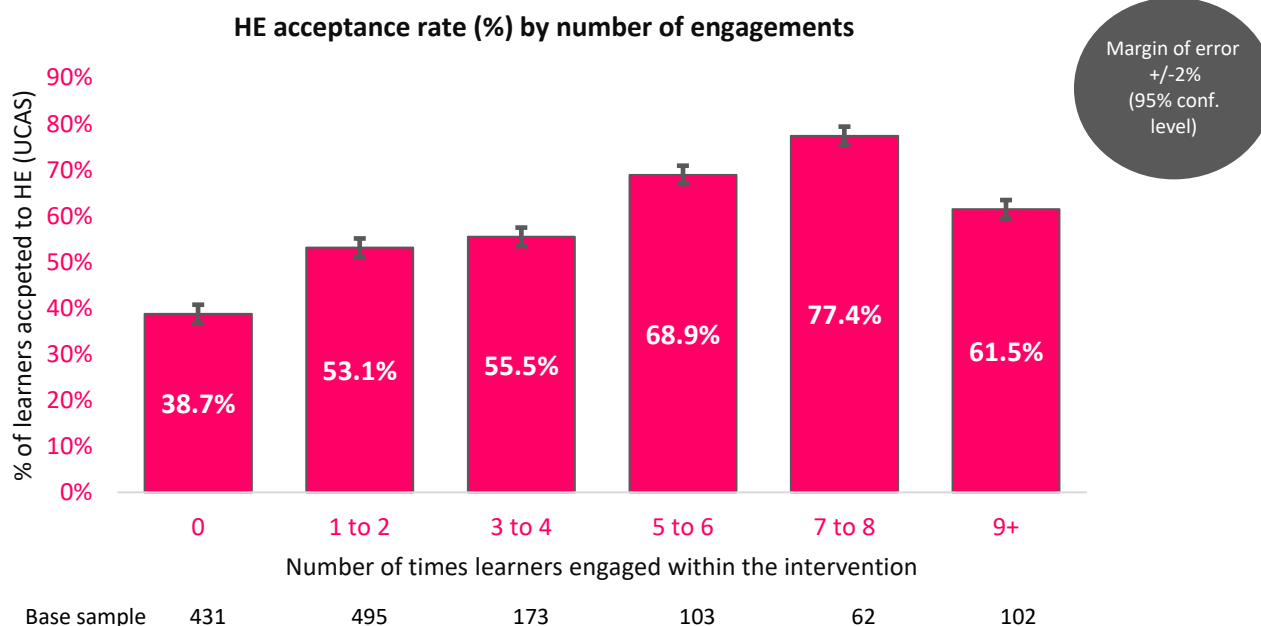 HE acceptance rate (%) by number of engagements
Margin of error
+/-2%
(95% conf.
level)
% of learners accpeted to HE (UCAS)
90%
80%
70%
60%
50%
40%
30%
20%
10%
0%
38.7%
53.1%
55.5%
68.9%
77.4%
61.5%
0 1 to 2 3 to 4 5 to 6 7 to 8 9+
Number of times learners engaged within the intervention
Base sample 431 495 173 103 62 102